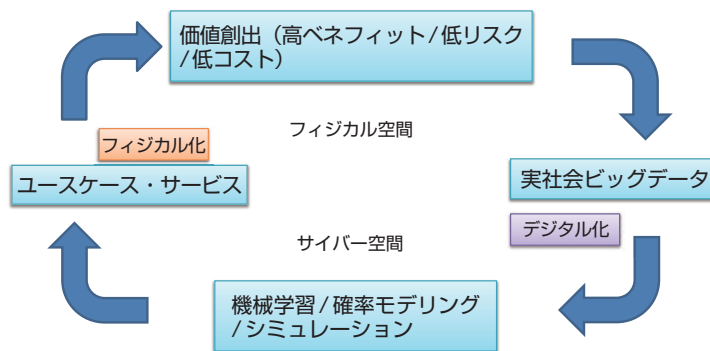 価値創出（高ベネフィット/低リスク
/低コスト）
フィジカル空間
フィジカル化
ユースケース・サービス
実社会ビッグデータ
デジタル化
サイバー空間
機械学習/確率モデリング
/シミュレーション